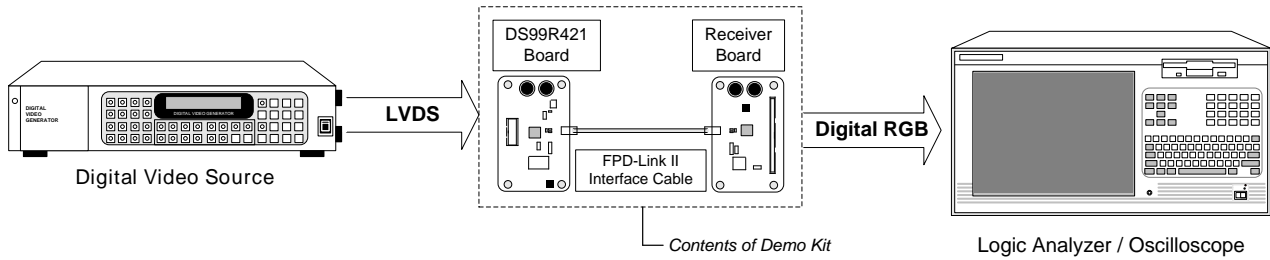 DIGITAL
VIDEO
GENERATOR
DIGITAL VIDEO GENERATOR
Digital Video Source
LVDS
DS99R421
Board
Receiver
Board
FPD-Link II
Interface Cable
Contents of Demo Kit
Digital RGB
Logic Analyzer / Oscilloscope